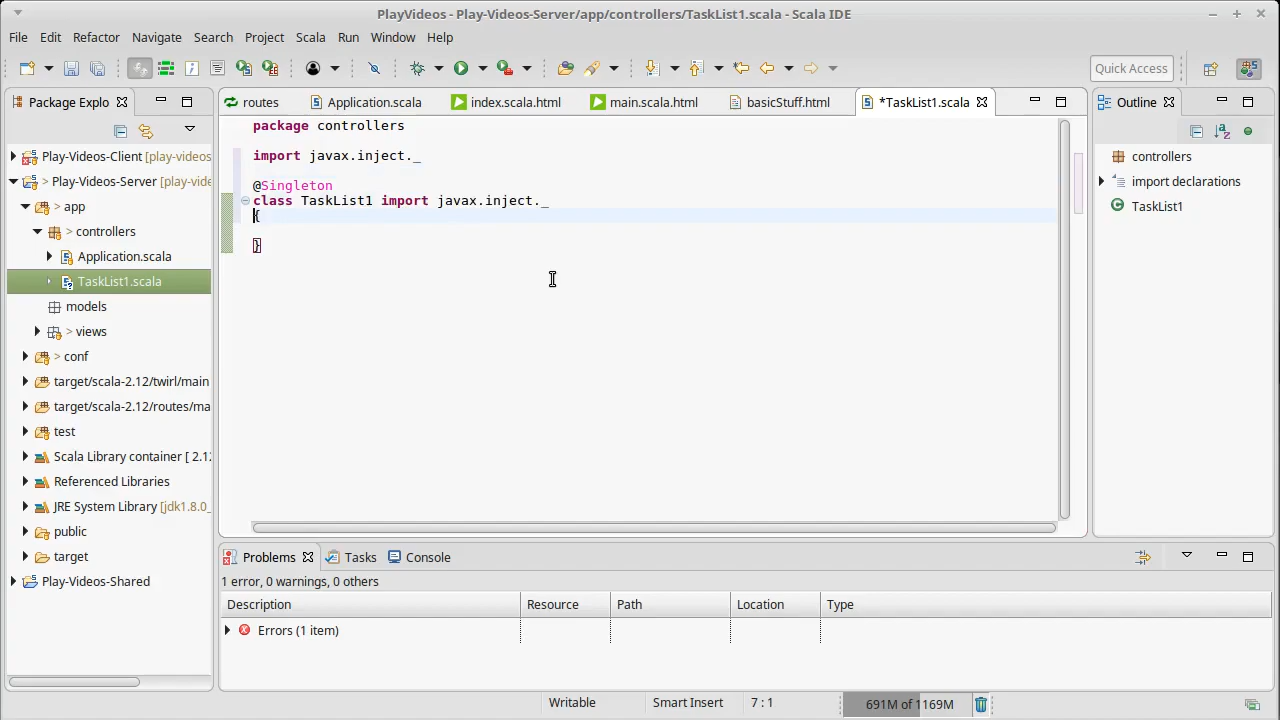 PlayVideos - Play-Videos-Server/app/controllers/TaskList1.scala - Scala IDE
File Edit Refactor Navigate Search Project Scala Run Window Help
Quick Access
Package Explo
routes Application.scala index.scala.html main.scala.html basicStuff.html *TaskList1.scala
Outline
Play-Videos-Client [play-videos
> Play-Videos-Server [play-vide
> app
controllers
Application.scala
TaskList1.scala
models
> views
> conf
target/scala-2.12/twirl/main
target/scala-2.12/routes/ma
test
Scala Library container [ 2.12
Referenced Libraries
JRE System Library [jdk1.8.0_
public
target
Play-Videos-Shared
package controllers
import javax.inject._
@Singleton
class TaskList1 import javax.inject._
{
}
controllers
import declarations
TaskList1
Problems Tasks Console
1 error, 0 warnings, 0 others
Description Resource Path Location Type
Errors (1 item)
Writable Smart Insert 7 : 1 691M of 1169M